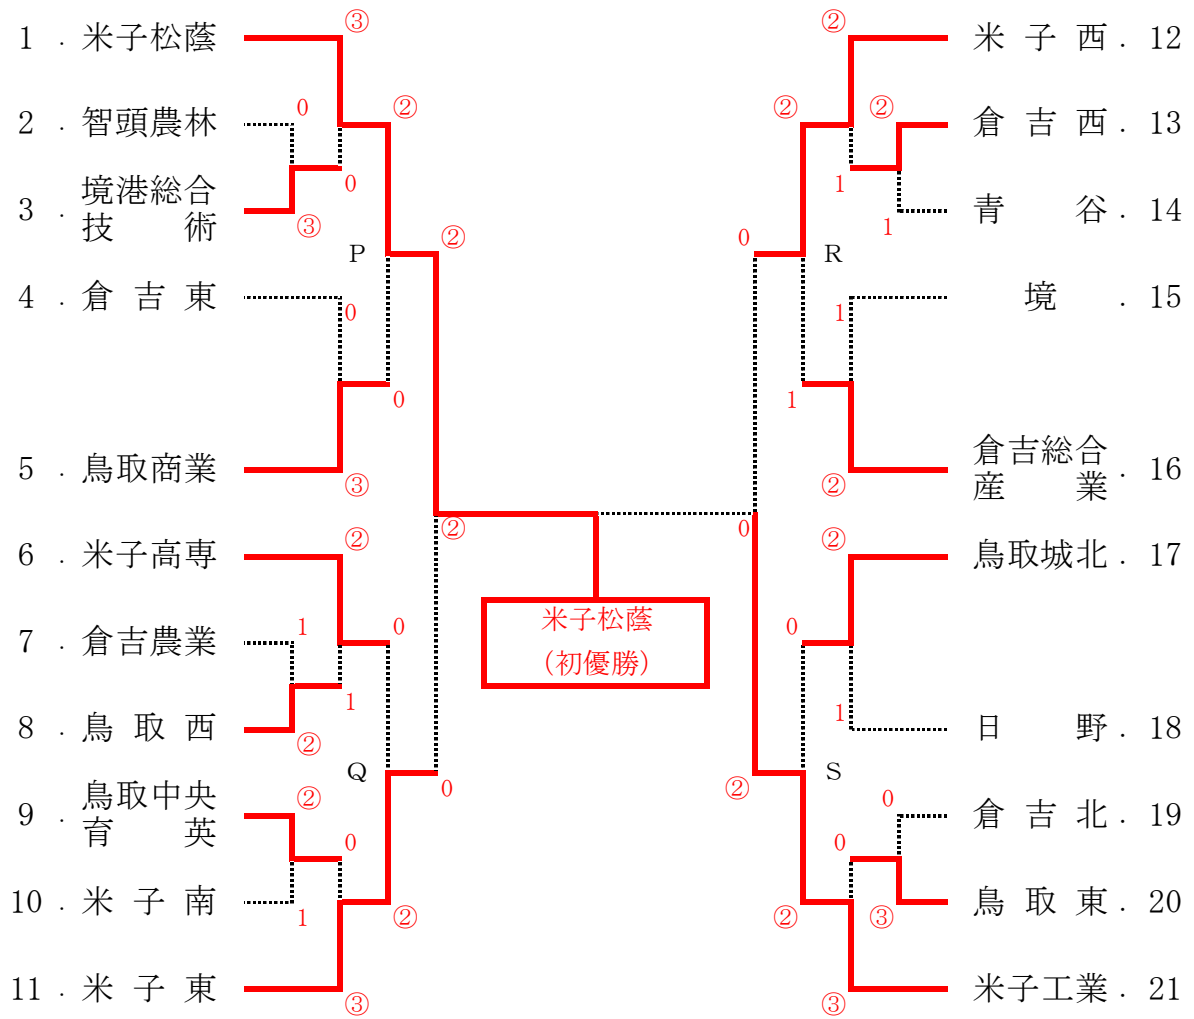 1 . 米子松蔭
2 . 智頭農林
3 . 境港総合
技 術
4 . 倉吉東
5 . 鳥取商業
6 . 米子高専
7 . 倉吉農業
8 . 鳥取西
9 . 鳥取中央
育 英
10 . 米子南
11 . 米子東
③
0
②
0
③
P
②
0
0
③
②
②
1
0
1
②
Q
0
②
0
1
②
③
米子松蔭
(初優勝)
②
②
②
1
1
0
R
1
1
②
0
②
0
1
S
②
0
0
②
③
③
米子西 . 12
倉吉西 . 13
青谷 . 14
境 . 15
倉吉総合
産 業 . 16
鳥取城北 . 17
日野 . 18
倉吉北 . 19
鳥取東 . 20
米子工業 . 21